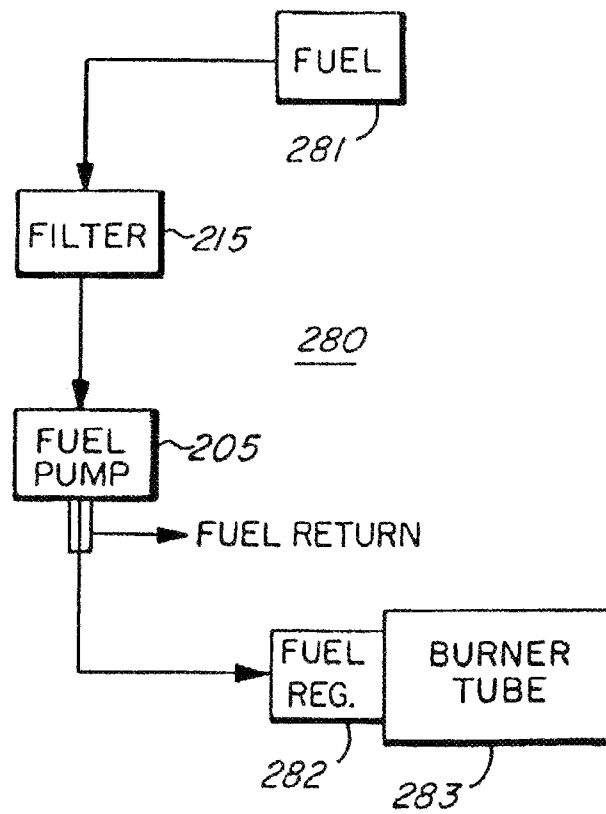 FUEL
281
FILTER
215
280
FUEL
PUMP
205
FUEL RETURN
FUEL
REG.
282
BURNER
TUBE
283